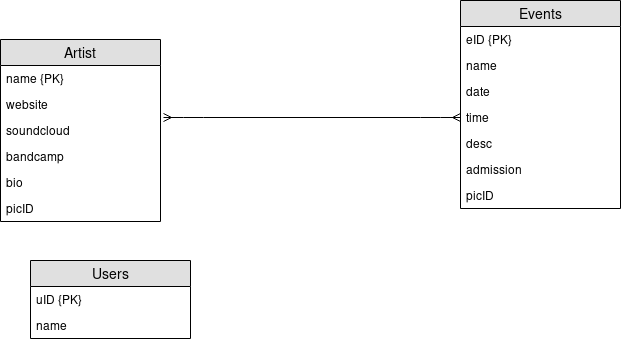 Artist
name {PK}
website
soundcloud
bandcamp
bio
picID
Events
eID {PK}
name
date
time
desc
admission
picID
Users
uID {PK}
name